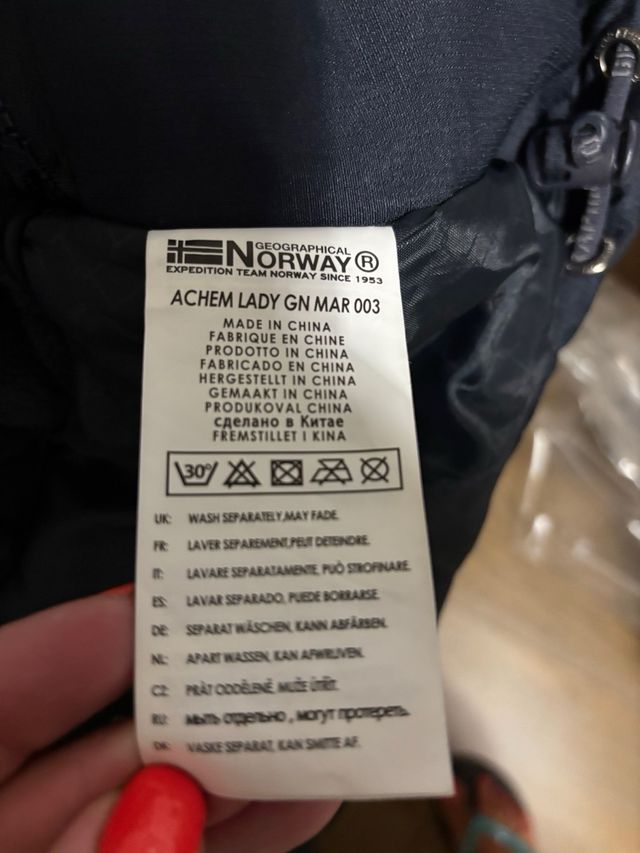 GEOGRAPHICAL
NORWAY®
EXPEDITION TEAM NORWAY SINCE 1953
ACHEM LADY GN MAR 003
MADE IN CHINA
FABRIQUE EN CHINE
PRODOTTO IN CHINA
FABRICADO EN CHINA
HERGESTELLT IN CHINA
GEMAAKT IN CHINA
PRODUKOVAL CHINA
сделано в Китае
FREMSTILLET I KINA
30°
UK: WASH SEPARATELY,MAY FADE.
FR: LAVER SEPAREMENT,PEUT DETEINDRE.
IT: LAVARE SEPARATAMENTE, PUÒ STROFINARE.
ES: LAVAR SEPARADO, PUEDE BORRARSE.
DE: SEPARAT WÄSCHEN, KANN ABFÄRBEN.
NL: APART WASSEN, KAN AFWRIJVEN.
CZ: PRÁT ODDĚLENĚ, MUŽE ÚTŘÍT.
RU: мыть отдельно , могут протереть.
DK: VASKE SEPARAT, KAN SMITTE AF.